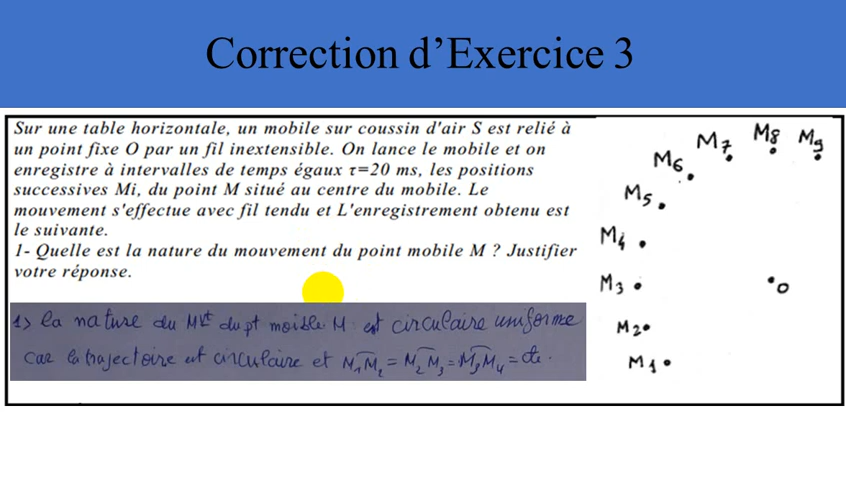 Correction d'Exercice 3
Sur une table horizontale, un mobile sur coussin d'air S est relié à
un point fixe O par un fil inextensible. On lance le mobile et on
enregistre à intervalles de temps égaux τ=20 ms, les positions
successives Mi, du point M situé au centre du mobile. Le
mouvement s'effectue avec fil tendu et L'enregistrement obtenu est
le suivante.
1- Quelle est la nature du mouvement du point mobile M ? Justifier
votre réponse.
1) la nature du Mvt du pt moible M est circulaire uniforme
car la trajectoire est circulaire et M₁M₂ = M₂M₃ = M₃M₄ = cte.
M₁
M₂
M₃
M₄
M₅
M₆
M₇
M₈
M₉
O